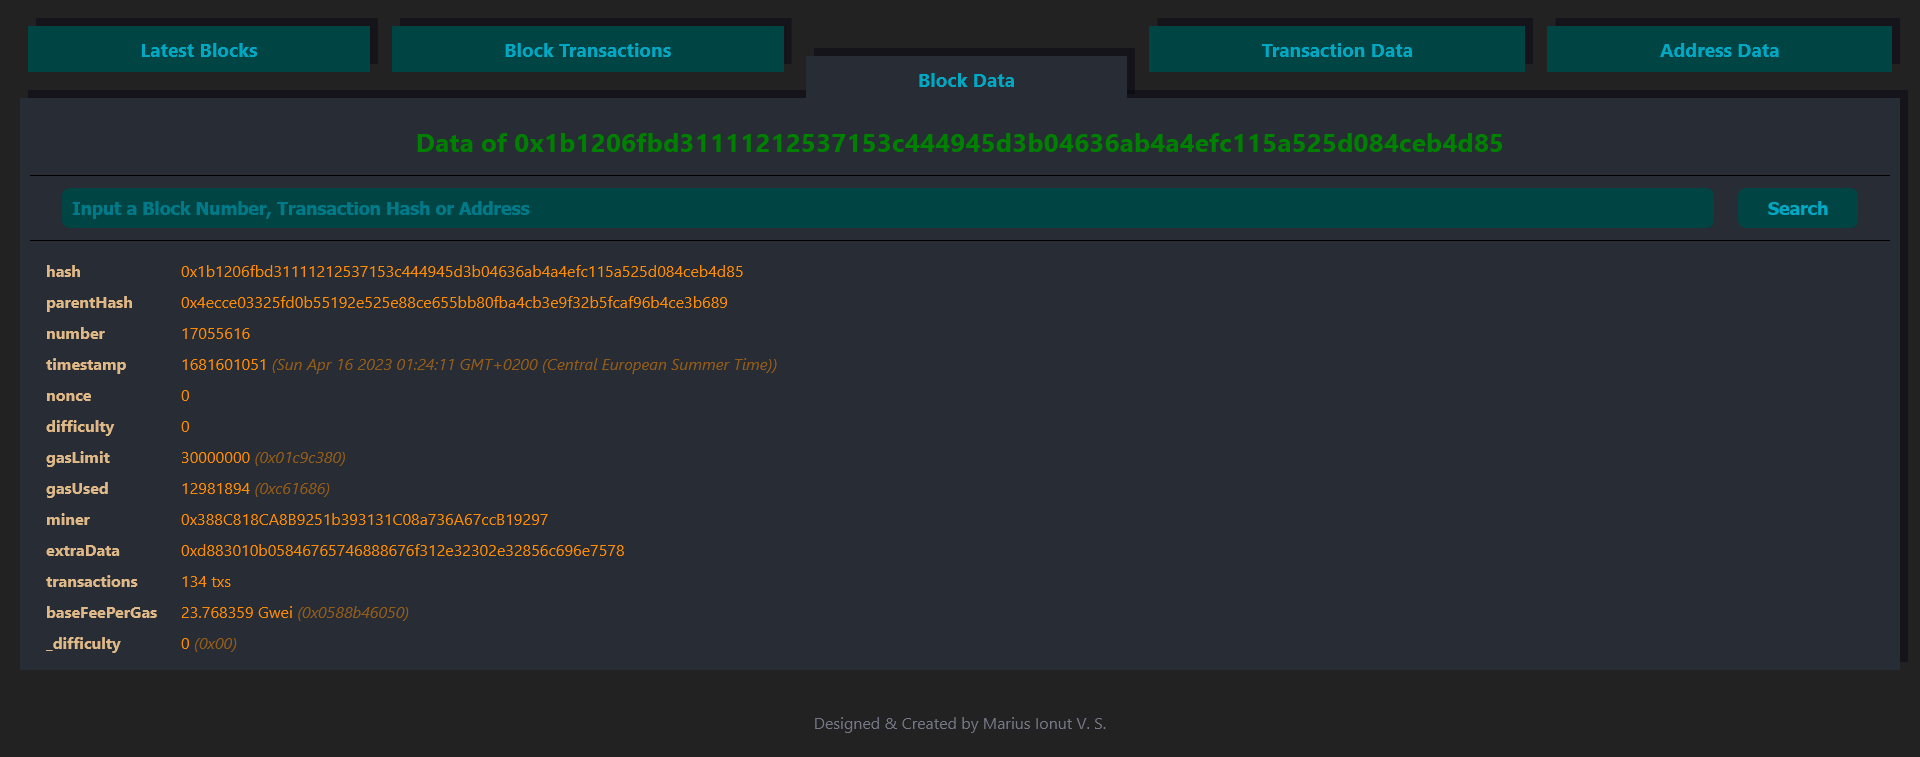 Latest Blocks
Block Transactions
Block Data
Transaction Data
Address Data
Data of 0x1b1206fbd31111212537153c444945d3b04636ab4a4efc115a525d084ceb4d85
Input a Block Number, Transaction Hash or Address
Search
hash 0x1b1206fbd31111212537153c444945d3b04636ab4a4efc115a525d084ceb4d85
parentHash 0x4ecce03325fd0b55192e525e88ce655bb80fba4cb3e9f32b5fcaf96b4ce3b689
number 17055616
timestamp 1681601051 (Sun Apr 16 2023 01:24:11 GMT+0200 (Central European Summer Time))
nonce 0
difficulty 0
gasLimit 30000000 (0x01c9c380)
gasUsed 12981894 (0xc61686)
miner 0x388C818CA8B9251b393131C08a736A67ccB19297
extraData 0xd883010b05846765746888676f312e32302e32856c696e7578
transactions 134 txs
baseFeePerGas 23.768359 Gwei (0x0588b46050)
_difficulty 0 (0x00)
Designed & Created by Marius Ionut V. S.